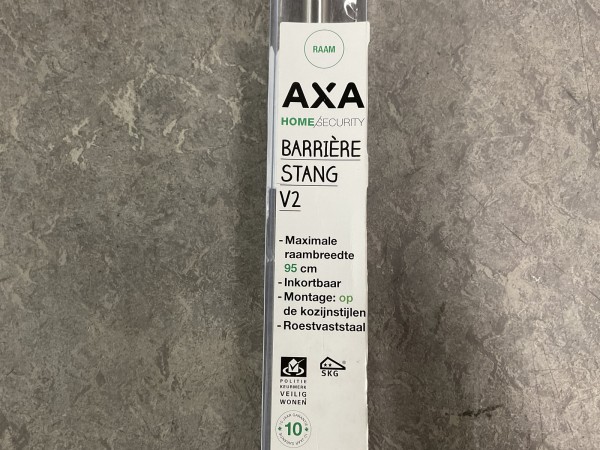 RAAM
AXA
HOME/SECURITY
BARRIÈRE
STANG
V2
- Maximale
raambreedte
95 cm
- Inkortbaar
- Montage: op
de kozijnstijlen
- Roestvaststaal
POLITIE
KEURMERK
VEILIG
WONEN
SKG
10